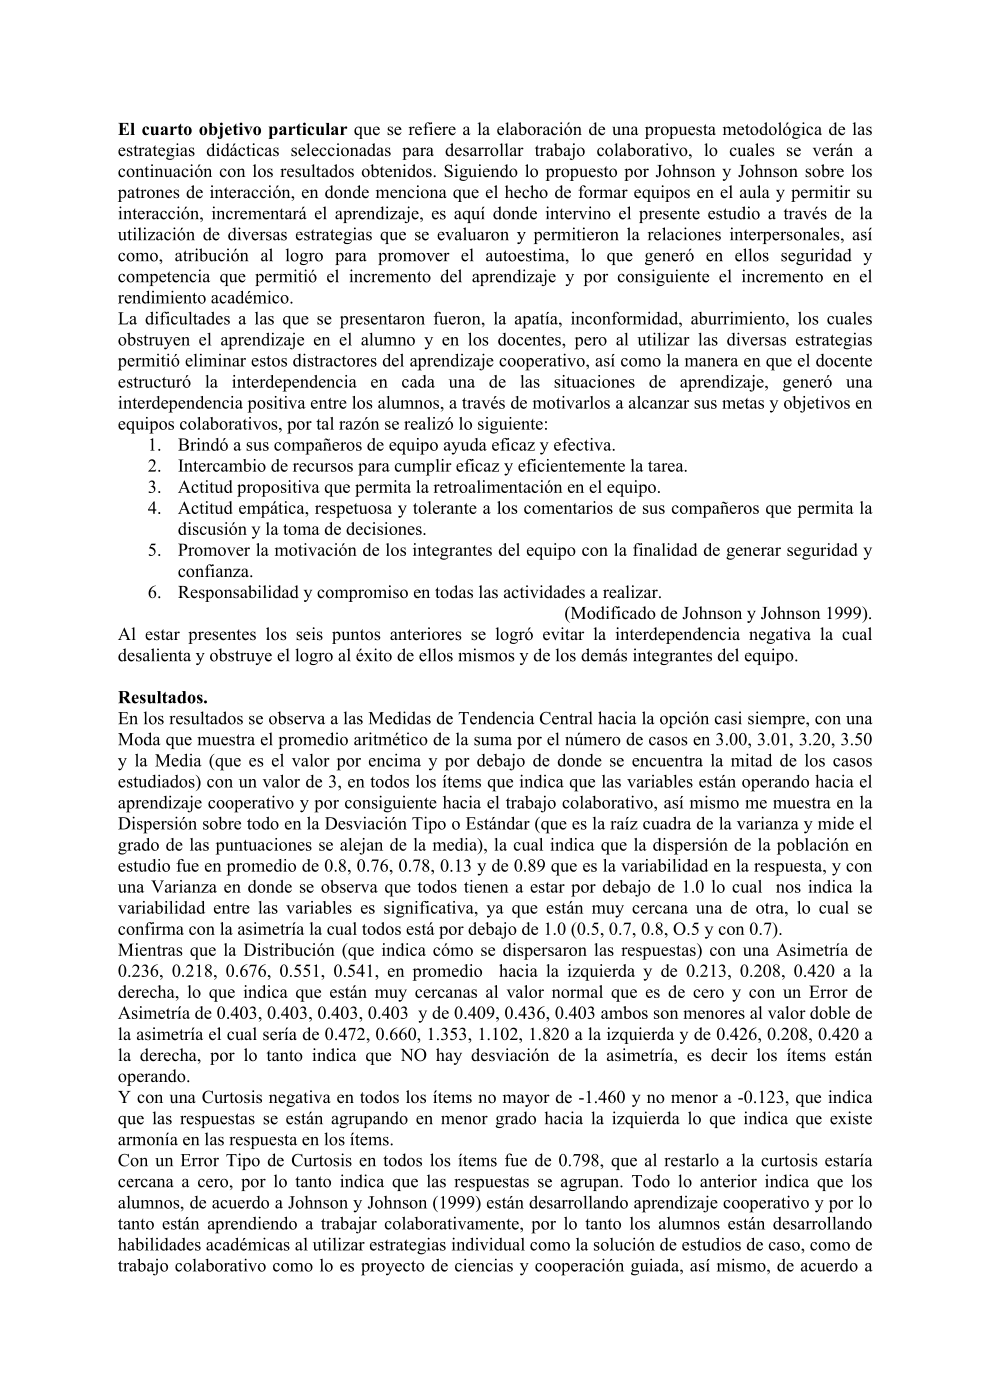 El cuarto objetivo particular que se refiere a la elaboración de una propuesta metodológica de las
estrategias didácticas seleccionadas para desarrollar trabajo colaborativo, lo cuales se verán a
continuación con los resultados obtenidos. Siguiendo lo propuesto por Johnson y Johnson sobre los
patrones de interacción, en donde menciona que el hecho de formar equipos en el aula y permitir su
interacción, incrementará el aprendizaje, es aquí donde intervino el presente estudio a través de la
utilización de diversas estrategias que se evaluaron y permitieron la relaciones interpersonales, así
como, atribución al logro para promover el autoestima, lo que generó en ellos seguridad y
competencia que permitió el incremento del aprendizaje y por consiguiente el incremento en el
rendimiento académico.
La dificultades a las que se presentaron fueron, la apatía, inconformidad, aburrimiento, los cuales
obstruyen el aprendizaje en el alumno y en los docentes, pero al utilizar las diversas estrategias
permitió eliminar estos distractores del aprendizaje cooperativo, así como la manera en que el docente
estructuró la interdependencia en cada una de las situaciones de aprendizaje, generó una
interdependencia positiva entre los alumnos, a través de motivarlos a alcanzar sus metas y objetivos en
equipos colaborativos, por tal razón se realizó lo siguiente:
1. Brindó a sus compañeros de equipo ayuda eficaz y efectiva.
2. Intercambio de recursos para cumplir eficaz y eficientemente la tarea.
3. Actitud propositiva que permita la retroalimentación en el equipo.
4. Actitud empática, respetuosa y tolerante a los comentarios de sus compañeros que permita la
discusión y la toma de decisiones.
5. Promover la motivación de los integrantes del equipo con la finalidad de generar seguridad y
confianza.
6. Responsabilidad y compromiso en todas las actividades a realizar.
(Modificado de Johnson y Johnson 1999).
Al estar presentes los seis puntos anteriores se logró evitar la interdependencia negativa la cual
desalienta y obstruye el logro al éxito de ellos mismos y de los demás integrantes del equipo.
Resultados.
En los resultados se observa a las Medidas de Tendencia Central hacia la opción casi siempre, con una
Moda que muestra el promedio aritmético de la suma por el número de casos en 3.00, 3.01, 3.20, 3.50
y la Media (que es el valor por encima y por debajo de donde se encuentra la mitad de los casos
estudiados) con un valor de 3, en todos los ítems que indica que las variables están operando hacia el
aprendizaje cooperativo y por consiguiente hacia el trabajo colaborativo, así mismo me muestra en la
Dispersión sobre todo en la Desviación Tipo o Estándar (que es la raíz cuadra de la varianza y mide el
grado de las puntuaciones se alejan de la media), la cual indica que la dispersión de la población en
estudio fue en promedio de 0.8, 0.76, 0.78, 0.13 y de 0.89 que es la variabilidad en la respuesta, y con
una Varianza en donde se observa que todos tienen a estar por debajo de 1.0 lo cual nos indica la
variabilidad entre las variables es significativa, ya que están muy cercana una de otra, lo cual se
confirma con la asimetría la cual todos está por debajo de 1.0 (0.5, 0.7, 0.8, O.5 y con 0.7).
Mientras que la Distribución (que indica cómo se dispersaron las respuestas) con una Asimetría de
0.236, 0.218, 0.676, 0.551, 0.541, en promedio hacia la izquierda y de 0.213, 0.208, 0.420 a la
derecha, lo que indica que están muy cercanas al valor normal que es de cero y con un Error de
Asimetría de 0.403, 0.403, 0.403, 0.403 y de 0.409, 0.436, 0.403 ambos son menores al valor doble de
la asimetría el cual sería de 0.472, 0.660, 1.353, 1.102, 1.820 a la izquierda y de 0.426, 0.208, 0.420 a
la derecha, por lo tanto indica que NO hay desviación de la asimetría, es decir los ítems están
operando.
Y con una Curtosis negativa en todos los ítems no mayor de -1.460 y no menor a -0.123, que indica
que las respuestas se están agrupando en menor grado hacia la izquierda lo que indica que existe
armonía en las respuesta en los ítems.
Con un Error Tipo de Curtosis en todos los ítems fue de 0.798, que al restarlo a la curtosis estaría
cercana a cero, por lo tanto indica que las respuestas se agrupan. Todo lo anterior indica que los
alumnos, de acuerdo a Johnson y Johnson (1999) están desarrollando aprendizaje cooperativo y por lo
tanto están aprendiendo a trabajar colaborativamente, por lo tanto los alumnos están desarrollando
habilidades académicas al utilizar estrategias individual como la solución de estudios de caso, como de
trabajo colaborativo como lo es proyecto de ciencias y cooperación guiada, así mismo, de acuerdo a